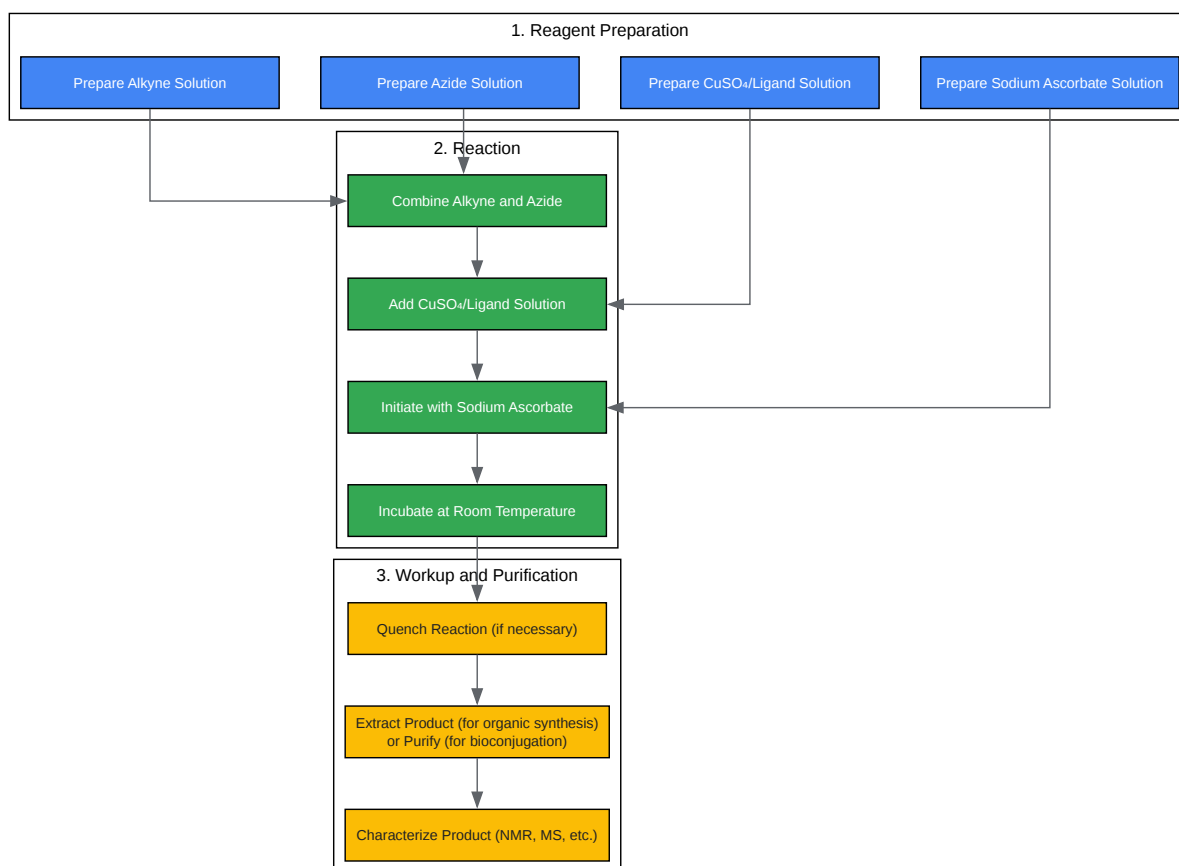 1. Reagent Preparation
Prepare Alkyne Solution
Prepare Azide Solution
Prepare CuSO₄/Ligand Solution
Prepare Sodium Ascorbate Solution
2. Reaction
Combine Alkyne and Azide
Add CuSO₄/Ligand Solution
Initiate with Sodium Ascorbate
Incubate at Room Temperature
3. Workup and Purification
Quench Reaction (if necessary)
Extract Product (for organic synthesis)
or Purify (for bioconjugation)
Characterize Product (NMR, MS, etc.)